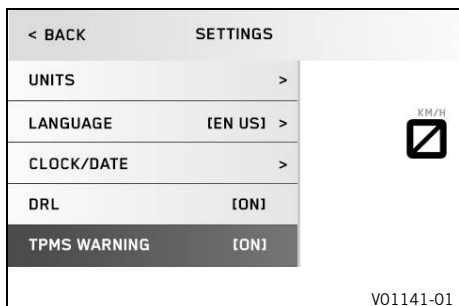 < BACK SETTINGS
UNITS >
LANGUAGE [EN US] >
CLOCK/DATE >
DRL [ON]
TPMS WARNING [ON]
KM/H
V01141-01